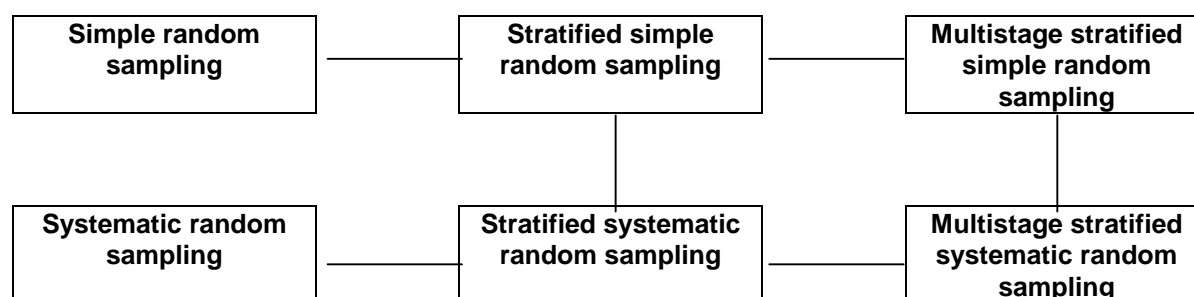 Simple random
sampling
Stratified simple
random sampling
Multistage stratified
simple random
sampling
Systematic random
sampling
Stratified systematic
random sampling
Multistage stratified
systematic random
sampling